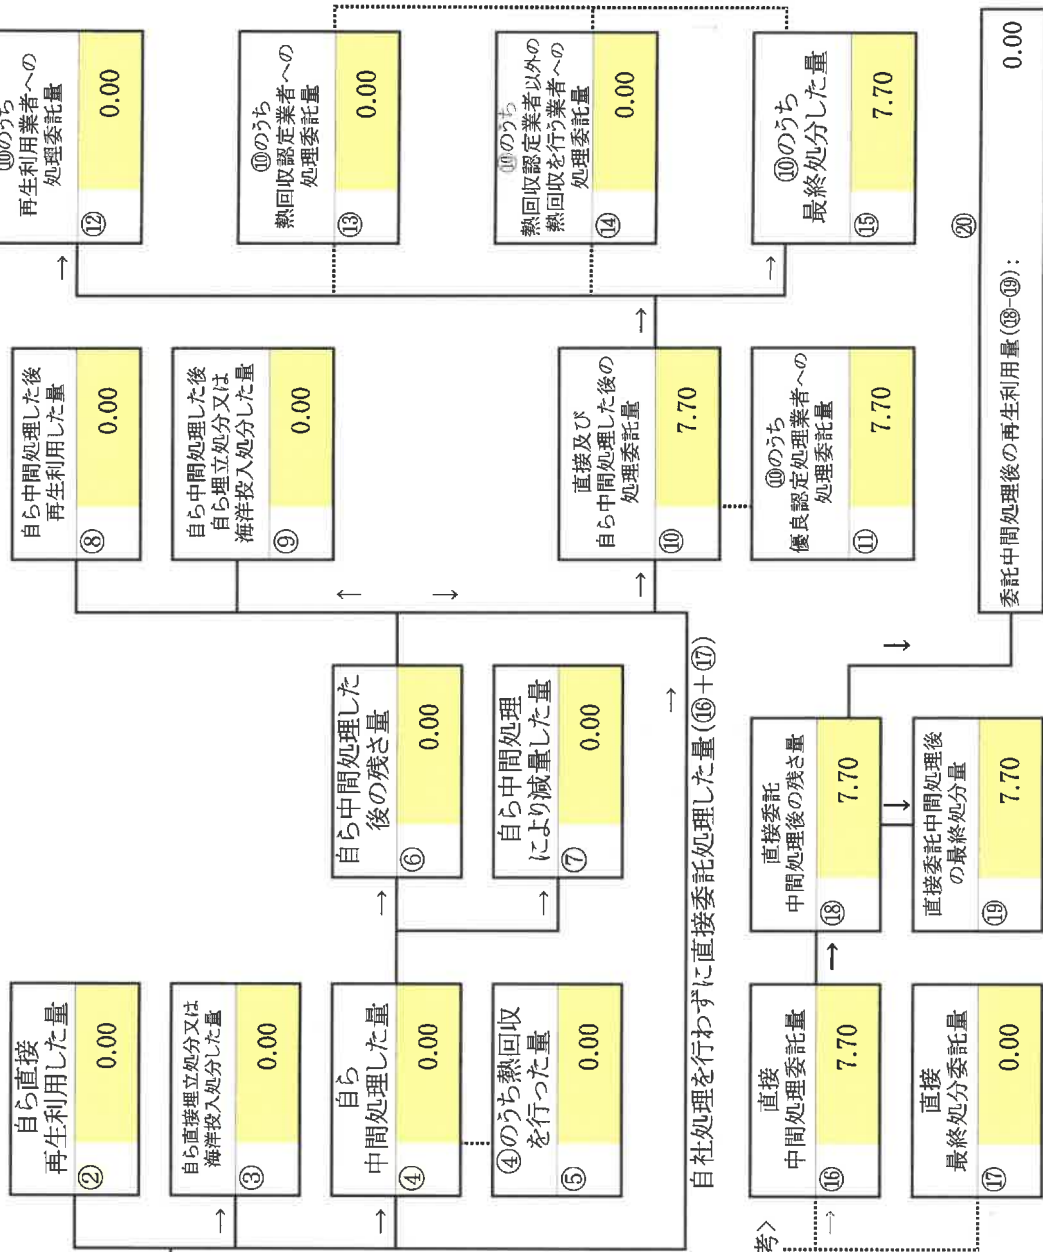 自ら直接
再生利用した量
② 0.00
自ら直接埋立処分又は
海洋投入処分した量
③ 0.00
自ら
中間処理した量
④ 0.00
④のうち熱回収
を行った量
⑤ 0.00
自ら中間処理した
後の残さ量
⑥ 0.00
自ら中間処理
により減量した量
⑦ 0.00
自ら中間処理した後
再生利用した量
⑧ 0.00
自ら中間処理した後
自ら埋立処分又は
海洋投入処分した量
⑨ 0.00
直接及び
自ら中間処理した後の
処理委託量
⑩ 7.70
⑩のうち
優良認定処理業者への
処理委託量
⑪ 7.70
⑩のうち
再生利用業者への
処理委託量
⑫ 0.00
⑩のうち
熱回収認定業者への
処理委託量
⑬ 0.00
⑩のうち
熱回収認定業者以外の
熱回収を行う業者への
処理委託量
⑭ 0.00
⑩のうち
最終処分した量
⑮ 7.70
自社処理を行わずに直接委託処理した量(⑯+⑰)
考>
直接
中間処理委託量
⑯ 7.70
直接
最終処分委託量
⑰ 0.00
直接委託
中間処理後の残さ量
⑱ 7.70
直接委託中間処理後
の最終処分量
⑲ 7.70
⑳
委託中間処理後の再生利用量(⑱-⑲): 0.00